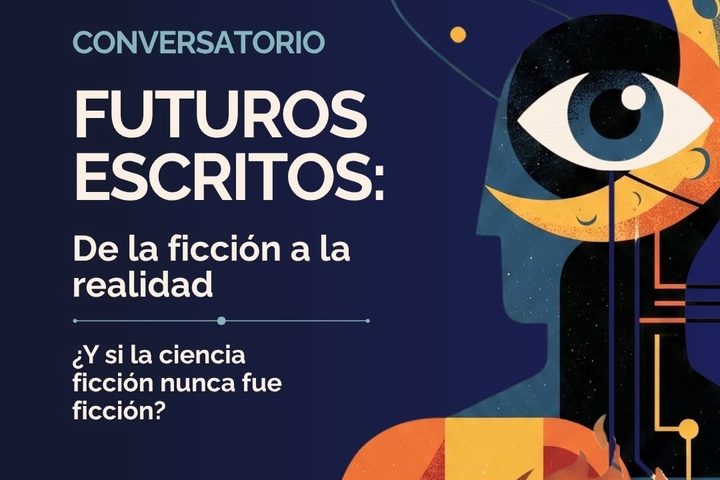 CONVERSATORIO
FUTUROS
ESCRITOS:
De la ficción a la
realidad
¿Y si la ciencia
ficción nunca fue
ficción?